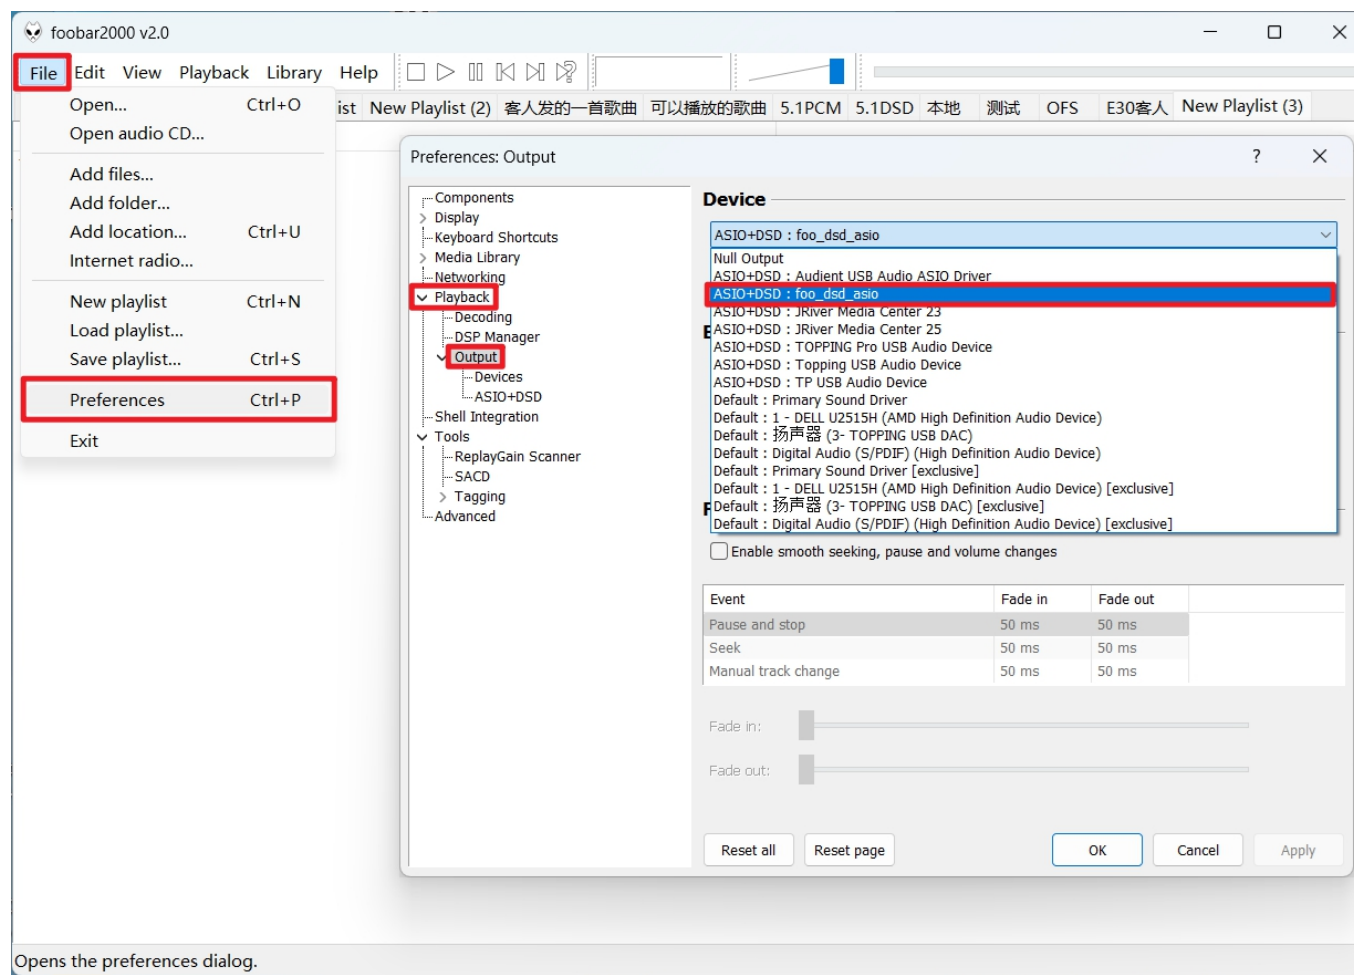 foobar2000 v2.0
File Edit View Playback Library Help
ist New Playlist (2) 客人发的一首歌曲 可以播放的歌曲 5.1PCM 5.1DSD 本地 测试 OFS E30客人 New Playlist (3)
Open... Ctrl+O
Open audio CD...
Add files...
Add folder...
Add location... Ctrl+U
Internet radio...
New playlist Ctrl+N
Load playlist...
Save playlist... Ctrl+S
Preferences Ctrl+P
Exit
Preferences: Output ?
Components
Display
Keyboard Shortcuts
Media Library
Networking
Playback
Decoding
DSP Manager
Output
Devices
ASIO+DSD
Shell Integration
Tools
ReplayGain Scanner
SACD
Tagging
Advanced
Device
ASIO+DSD : foo_dsd_asio
Null Output
ASIO+DSD : Audient USB Audio ASIO Driver
ASIO+DSD : foo_dsd_asio
ASIO+DSD : JRiver Media Center 23
ASIO+DSD : JRiver Media Center 25
ASIO+DSD : TOPPING Pro USB Audio Device
ASIO+DSD : Topping USB Audio Device
ASIO+DSD : TP USB Audio Device
Default : Primary Sound Driver
Default : 1 - DELL U2515H (AMD High Definition Audio Device)
Default : 扬声器 (3- TOPPING USB DAC)
Default : Digital Audio (S/PDIF) (High Definition Audio Device)
Default : Primary Sound Driver [exclusive]
Default : 1 - DELL U2515H (AMD High Definition Audio Device) [exclusive]
Default : 扬声器 (3- TOPPING USB DAC) [exclusive]
Default : Digital Audio (S/PDIF) (High Definition Audio Device) [exclusive]
Enable smooth seeking, pause and volume changes
Event Fade in Fade out
Pause and stop 50 ms 50 ms
Seek 50 ms 50 ms
Manual track change 50 ms 50 ms
Fade in:
Fade out:
Reset all Reset page OK Cancel Apply
Opens the preferences dialog.